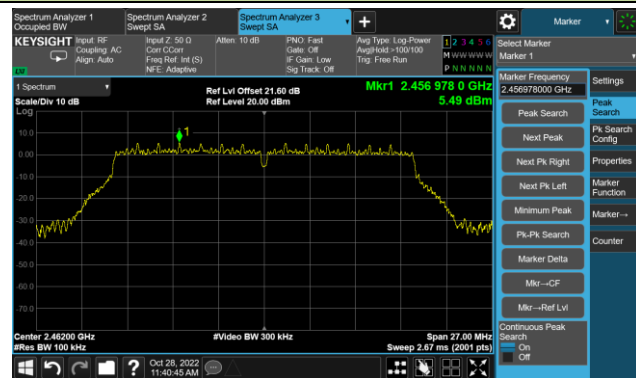 Spectrum Analyzer 1
Occupied BW
Spectrum Analyzer 2
Swept SA
Spectrum Analyzer 3
Swept SA
+
Marker
KEYSIGHT
Input: RF
Coupling: AC
Align: Auto
Input Z: 50 Ω
Corr CCorr
Freq Ref: Int (S)
NFE: Adaptive
Atten: 10 dB
PNO: Fast
Gate: Off
IF Gain: Low
Sig Track: Off
Avg Type: Log-Power
Avg|Hold:>100/100
Trig: Free Run
1 2 3 4 5 6
M W W W W W
P N N N N N
LXI
Select Marker
Marker 1
1 Spectrum
Scale/Div 10 dB
Ref Lvl Offset 21.60 dB
Ref Level 20.00 dBm
Mkr1 2.456 978 0 GHz
5.49 dBm
Log
10.0
0.00
-10.0
-20.0
-30.0
-40.0
-50.0
-60.0
-70.0
1
Center 2.46200 GHz
#Res BW 100 kHz
#Video BW 300 kHz
Span 27.00 MHz
Sweep 2.67 ms (2001 pts)
Marker Frequency
2.456978000 GHz
Peak Search
Next Peak
Next Pk Right
Next Pk Left
Minimum Peak
Pk-Pk Search
Marker Delta
Mkr→CF
Mkr→Ref Lvl
Continuous Peak
Search
On
Off
Settings
Peak
Search
Pk Search
Config
Properties
Marker
Function
Marker→
Counter
?
Oct 28, 2022
11:40:45 AM